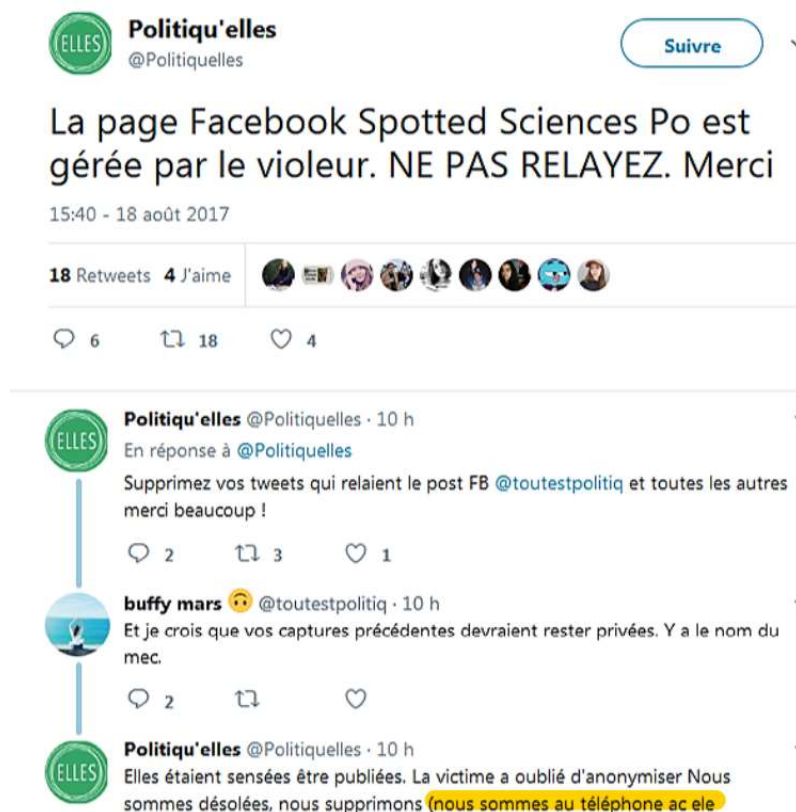 ELLES
Politiqu'elles
@Politiquelles
Suivre
La page Facebook Spotted Sciences Po est
gérée par le violeur. NE PAS RELAYEZ. Merci
15:40 - 18 août 2017
18 Retweets 4 J'aime
6 18 4
ELLES
Politiqu'elles @Politiquelles · 10 h
En réponse à @Politiquelles
Supprimez vos tweets qui relaient le post FB @toutestpolitiq et toutes les autres
merci beaucoup !
2 3 1
buffy mars 🙃 @toutestpolitiq · 10 h
Et je crois que vos captures précédentes devraient rester privées. Y a le nom du
mec.
2
ELLES
Politiqu'elles @Politiquelles · 10 h
Elles étaient sensées être publiées. La victime a oublié d'anonymiser Nous
sommes désolées, nous supprimons (nous sommes au téléphone ac ele